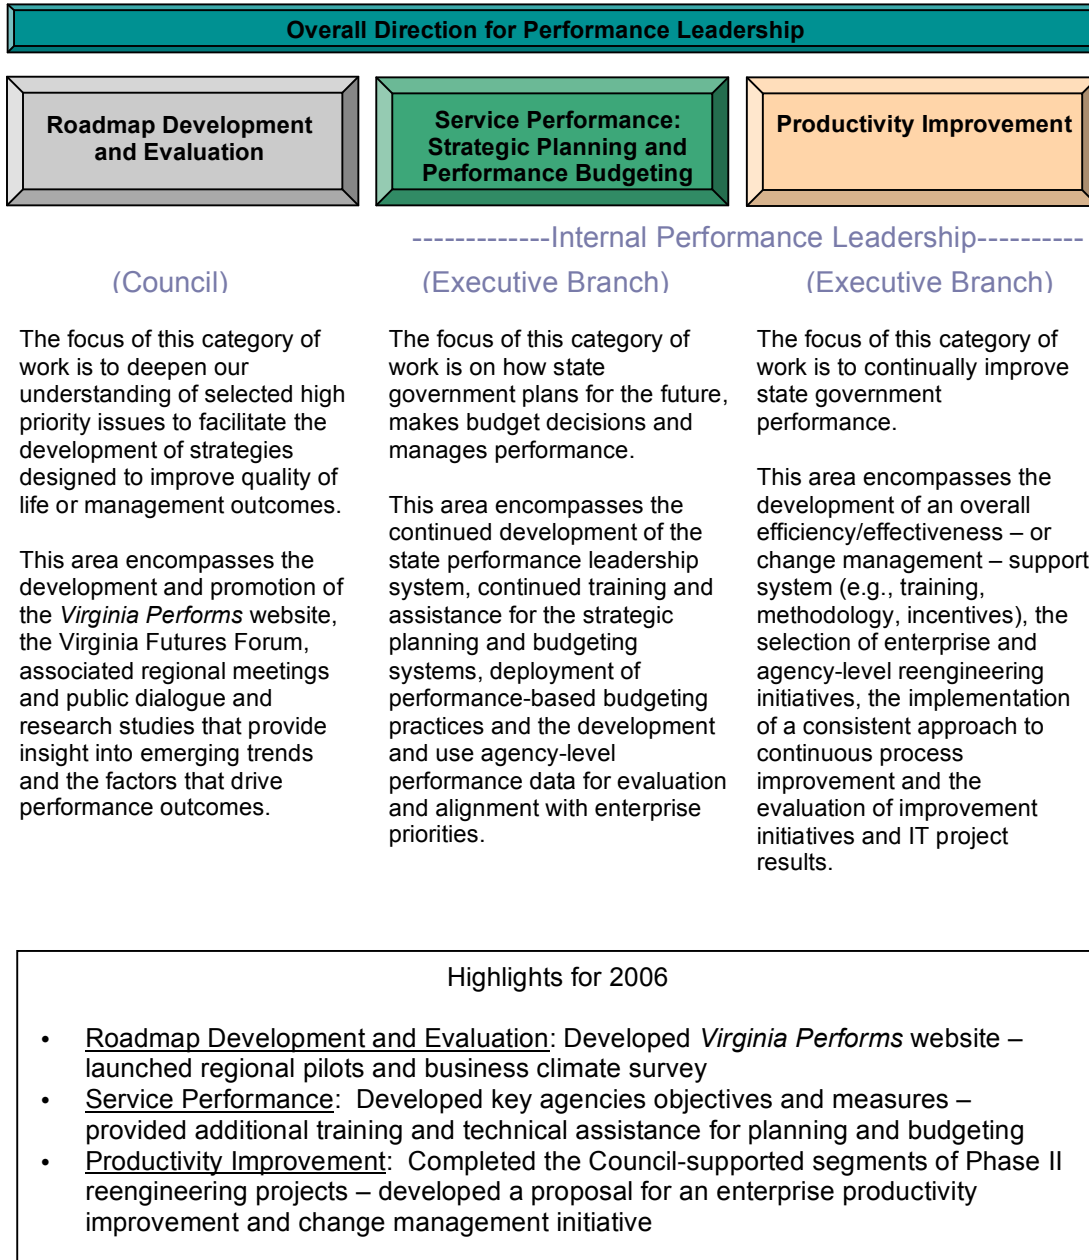 Overall Direction for Performance Leadership
Roadmap Development
and Evaluation
Service Performance:
Strategic Planning and
Performance Budgeting
Productivity Improvement
-------------Internal Performance Leadership----------
(Council)
(Executive Branch)
(Executive Branch)
The focus of this category of
work is to deepen our
understanding of selected high
priority issues to facilitate the
development of strategies
designed to improve quality of
life or management outcomes.
This area encompasses the
development and promotion of
the Virginia Performs website,
the Virginia Futures Forum,
associated regional meetings
and public dialogue and
research studies that provide
insight into emerging trends
and the factors that drive
performance outcomes.
The focus of this category of
work is on how state
government plans for the future,
makes budget decisions and
manages performance.
This area encompasses the
continued development of the
state performance leadership
system, continued training and
assistance for the strategic
planning and budgeting
systems, deployment of
performance-based budgeting
practices and the development
and use agency-level
performance data for evaluation
and alignment with enterprise
priorities.
The focus of this category of
work is to continually improve
state government
performance.
This area encompasses the
development of an overall
efficiency/effectiveness – or
change management – support
system (e.g., training,
methodology, incentives), the
selection of enterprise and
agency-level reengineering
initiatives, the implementation
of a consistent approach to
continuous process
improvement and the
evaluation of improvement
initiatives and IT project
results.
Highlights for 2006
• Roadmap Development and Evaluation: Developed Virginia Performs website –
launched regional pilots and business climate survey
• Service Performance: Developed key agencies objectives and measures –
provided additional training and technical assistance for planning and budgeting
• Productivity Improvement: Completed the Council-supported segments of Phase II
reengineering projects – developed a proposal for an enterprise productivity
improvement and change management initiative